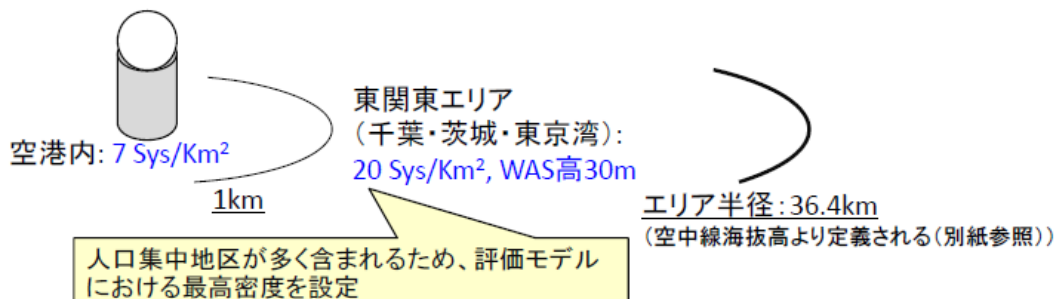 空港内: 7 Sys/Km²
1km
東関東エリア
(千葉・茨城・東京湾):
20 Sys/Km², WAS高30m
エリア半径:36.4km
(空中線海抜高より定義される(別紙参照))
人口集中地区が多く含まれるため、評価モデル
における最高密度を設定